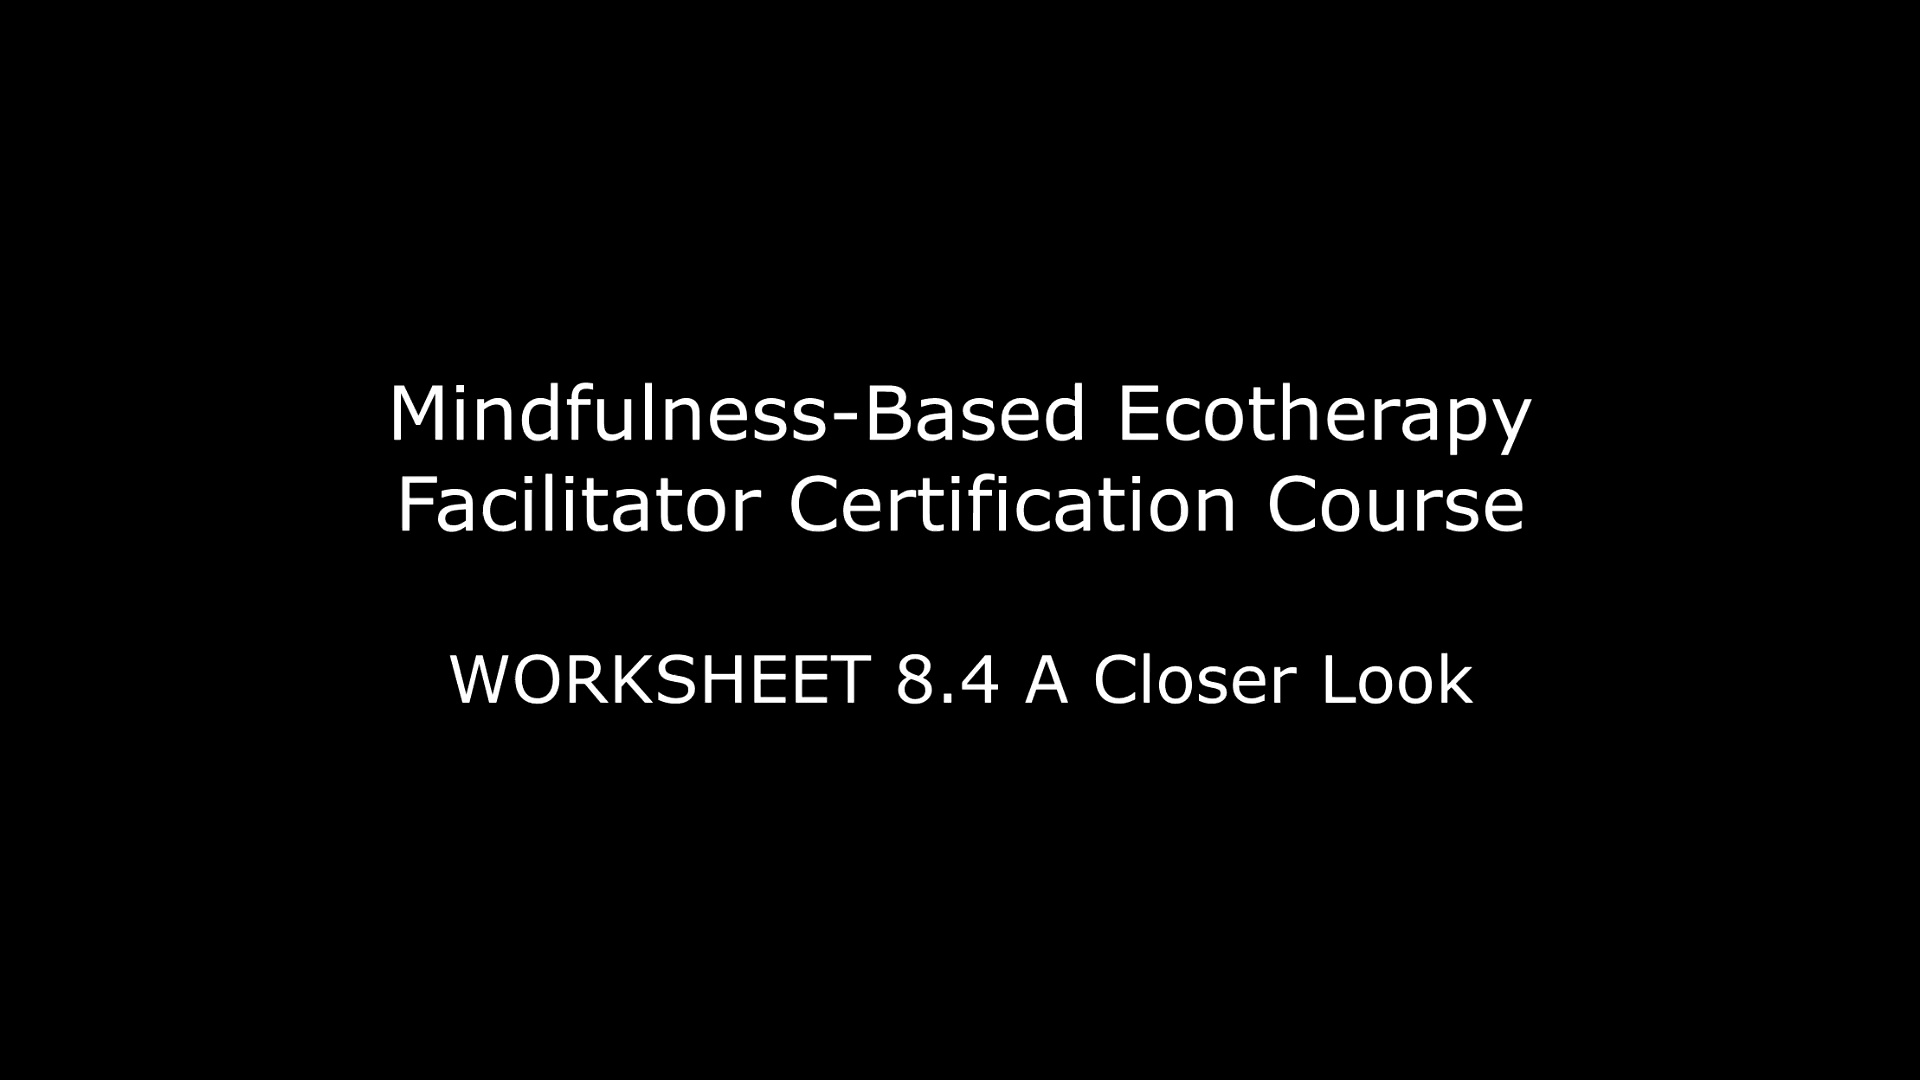 Mindfulness-Based Ecotherapy
Facilitator Certification Course
WORKSHEET 8.4 A Closer Look